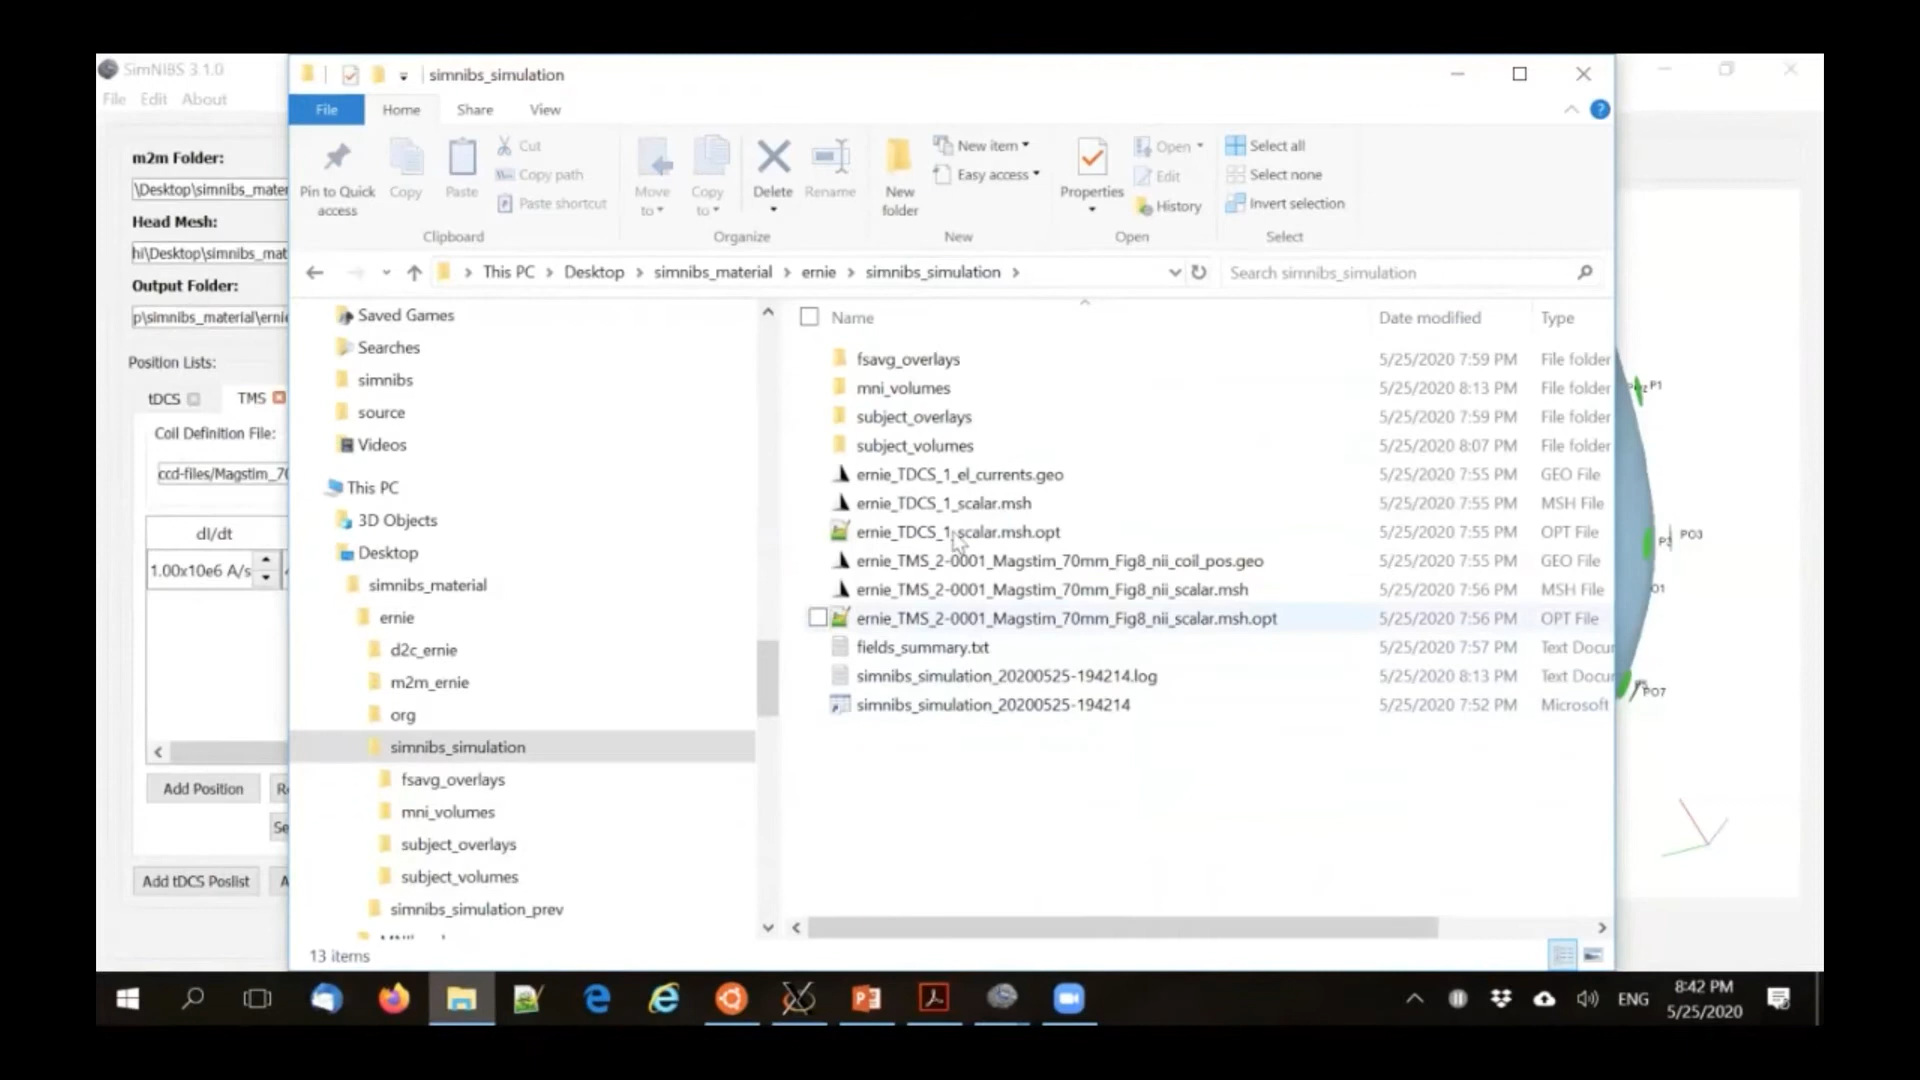 SimNIBS 3.1.0
File Edit About
m2m Folder:
\Desktop\simnibs_mater
Head Mesh:
hi\Desktop\simnibs_mat
Output Folder:
p\simnibs_material\ernie
Position Lists:
tDCS TMS
Coil Definition File:
ccd-files/Magstim_70
dI/dt
1.00x10e6 A/s
Add Position Re
Se
Add tDCS Poslist A
simnibs_simulation
File Home Share View
Pin to Quick access
Copy
Paste
Cut
Copy path
Paste shortcut
Clipboard
Move to
Copy to
Delete
Rename
Organize
New folder
New item
Easy access
New
Properties
Open
Edit
History
Open
Select all
Select none
Invert selection
Select
This PC > Desktop > simnibs_material > ernie > simnibs_simulation >
Search simnibs_simulation
Saved Games
Searches
simnibs
source
Videos
This PC
3D Objects
Desktop
simnibs_material
ernie
d2c_ernie
m2m_ernie
org
simnibs_simulation
fsavg_overlays
mni_volumes
subject_overlays
subject_volumes
simnibs_simulation_prev
Name Date modified Type
fsavg_overlays 5/25/2020 7:59 PM File folder
mni_volumes 5/25/2020 8:13 PM File folder
subject_overlays 5/25/2020 7:59 PM File folder
subject_volumes 5/25/2020 8:07 PM File folder
ernie_TDCS_1_el_currents.geo 5/25/2020 7:55 PM GEO File
ernie_TDCS_1_scalar.msh 5/25/2020 7:55 PM MSH File
ernie_TDCS_1_scalar.msh.opt 5/25/2020 7:55 PM OPT File
ernie_TMS_2-0001_Magstim_70mm_Fig8_nii_coil_pos.geo 5/25/2020 7:55 PM GEO File
ernie_TMS_2-0001_Magstim_70mm_Fig8_nii_scalar.msh 5/25/2020 7:56 PM MSH File
ernie_TMS_2-0001_Magstim_70mm_Fig8_nii_scalar.msh.opt 5/25/2020 7:56 PM OPT File
fields_summary.txt 5/25/2020 7:57 PM Text Docur
simnibs_simulation_20200525-194214.log 5/25/2020 8:13 PM Text Docur
simnibs_simulation_20200525-194214 5/25/2020 7:52 PM Microsoft
13 items
P1
PO3
O1
PO7
ENG
8:42 PM
5/25/2020